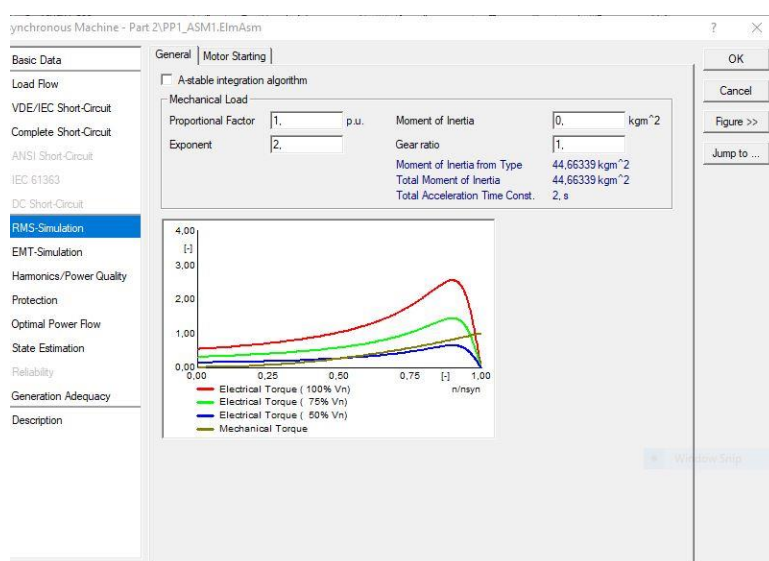 ynchronous Machine - Part 2\PP1_ASM1.ElmAsm
? ×
Basic Data
Load Flow
VDE/IEC Short-Circuit
Complete Short-Circuit
ANSI Short-Circuit
IEC 61363
DC Short-Circuit
RMS-Simulation
EMT-Simulation
Harmonics/Power Quality
Protection
Optimal Power Flow
State Estimation
Reliability
Generation Adequacy
Description
General Motor Starting
A-stable integration algorithm
Mechanical Load
Proportional Factor 1, p.u. Moment of Inertia 0, kgm^2
Exponent 2, Gear ratio 1,
Moment of Inertia from Type 44,66339 kgm^2
Total Moment of Inertia 44,66339 kgm^2
Total Acceleration Time Const. 2, s
4,00
[-]
3,00
2,00
1,00
0,00
0,00 0,25 0,50 0,75 [-] 1,00
n/nsyn
Electrical Torque ( 100% Vn)
Electrical Torque ( 75% Vn)
Electrical Torque ( 50% Vn)
Mechanical Torque
OK
Cancel
Figure >>
Jump to ...
Window Snip